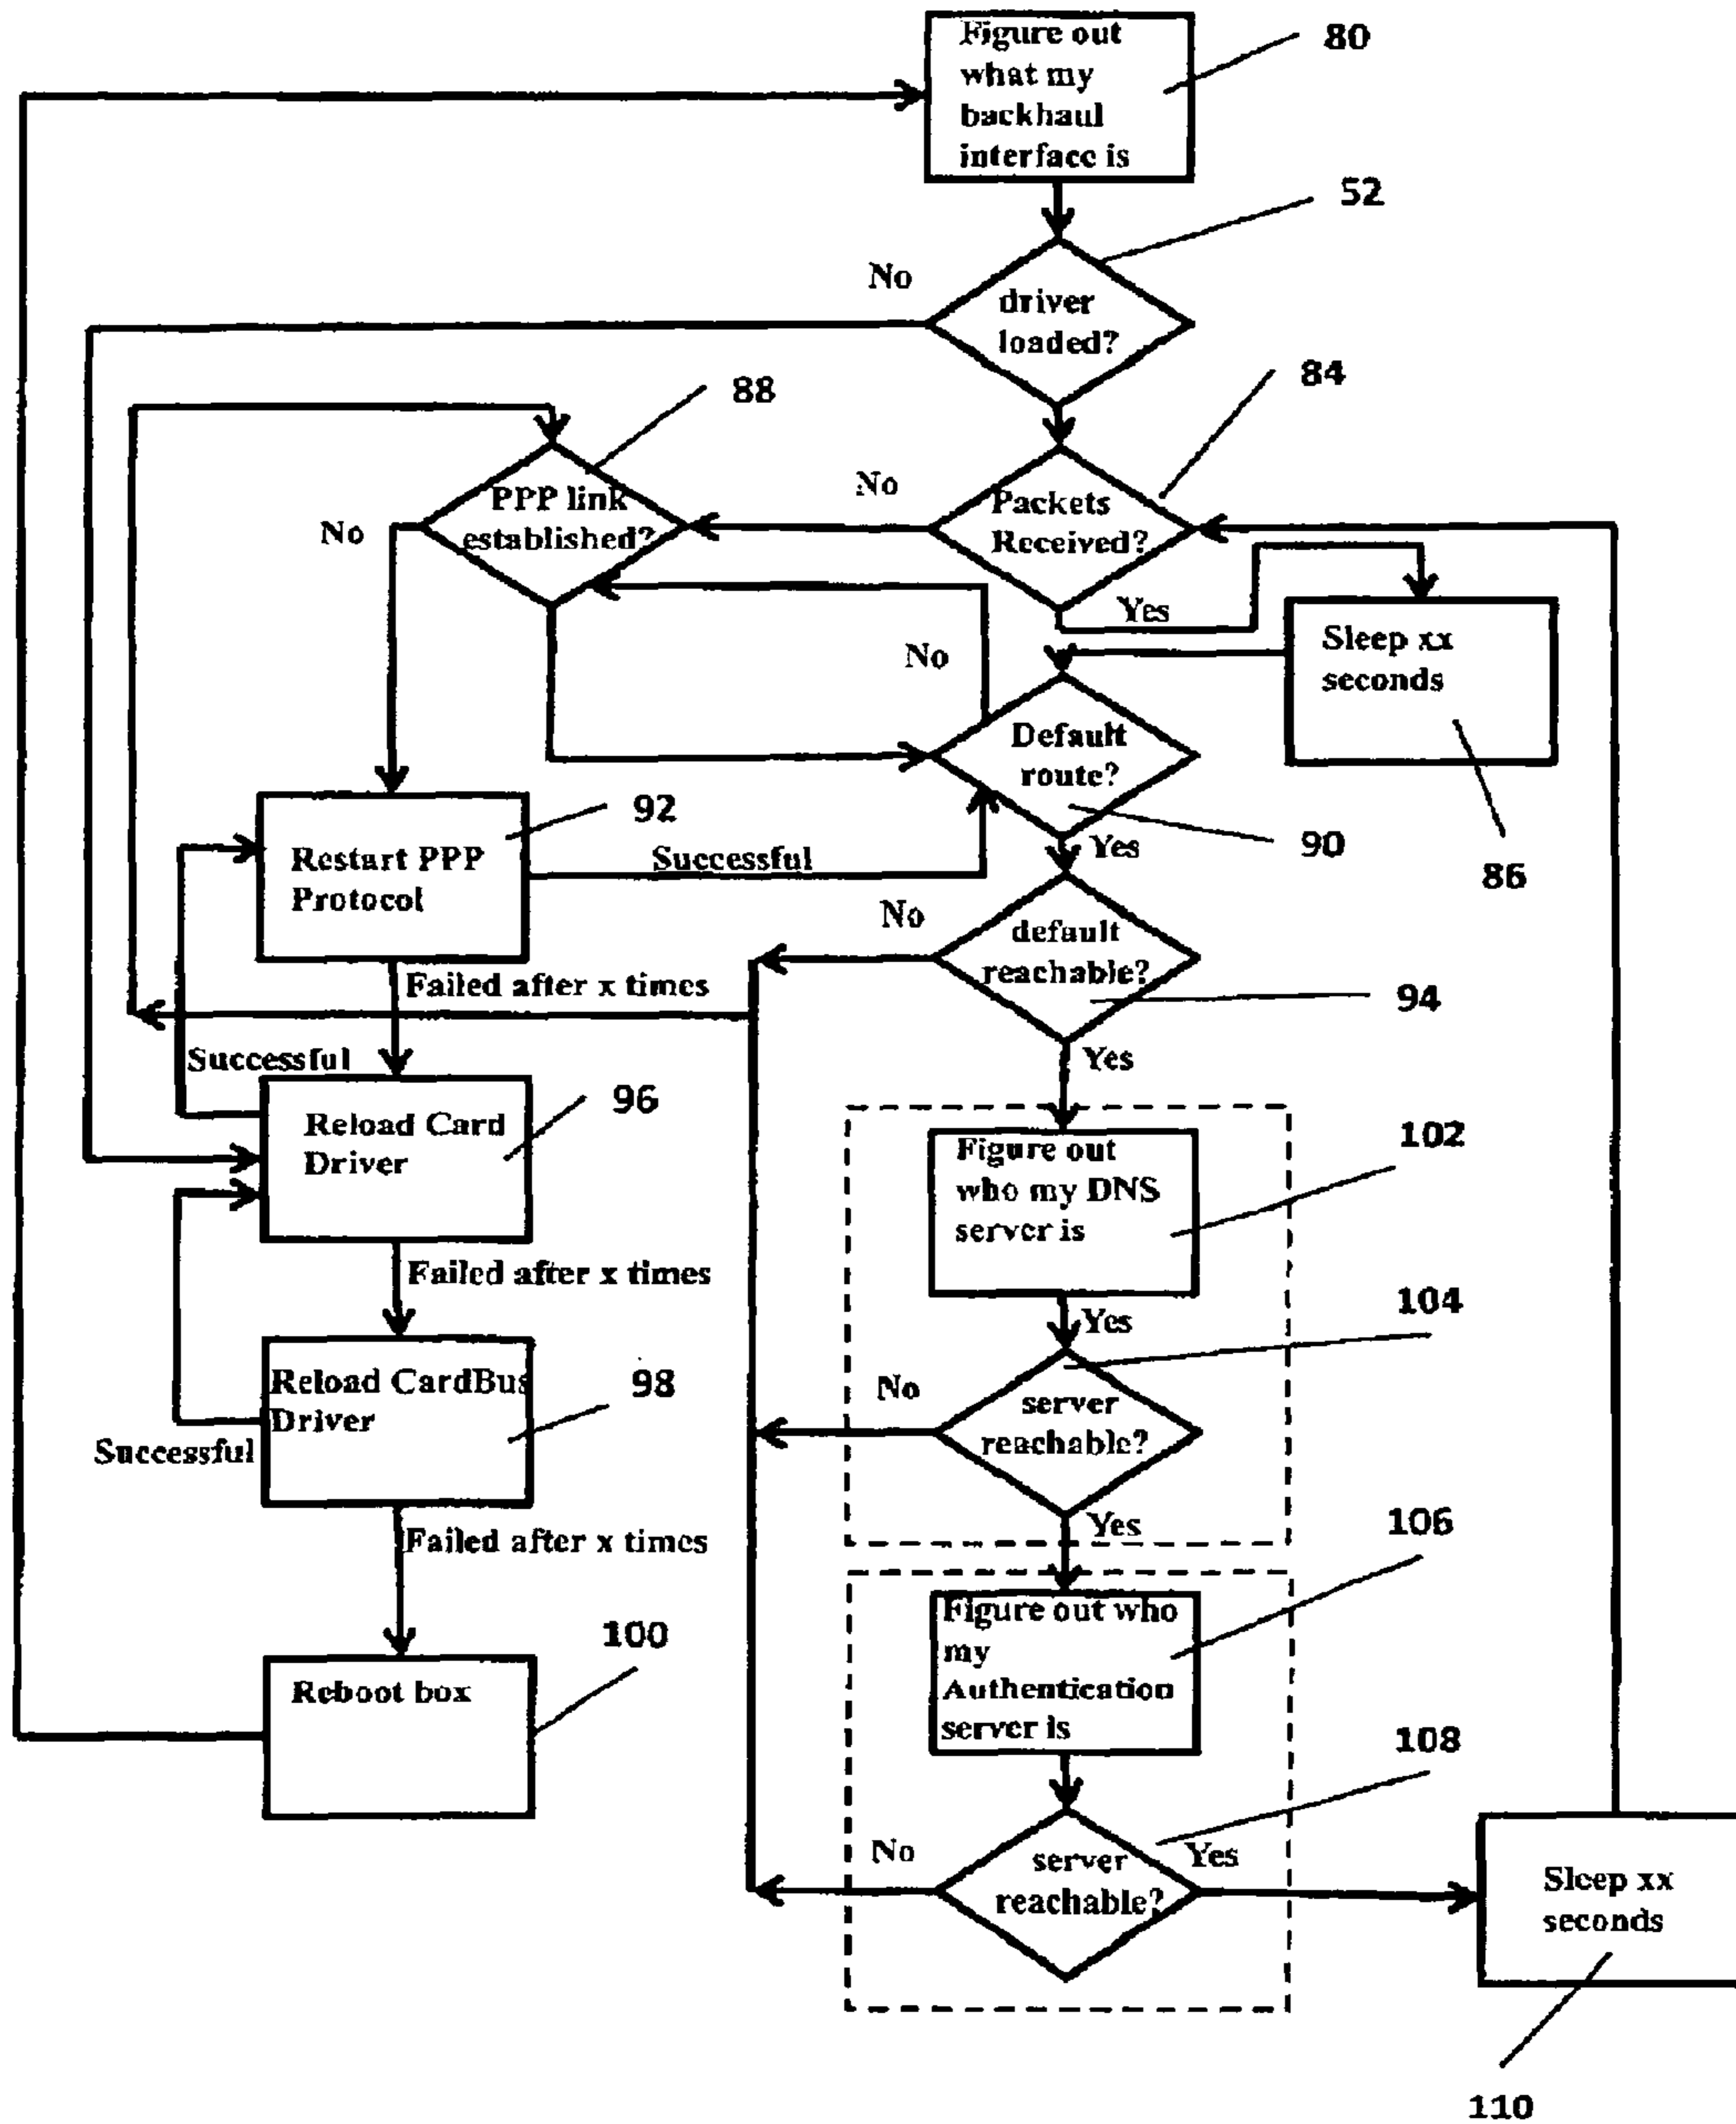 Figure out
what my
backhaul
interface is
80
52
No
driver
loaded?
84
88
No
Packets
Received?
PPP link
established?
No
Yes
Sleep xx
seconds
86
No
Default
route?
90
Yes
92
Restart PPP
Protocol
Successful
Failed after x times
No
default
reachable?
94
Yes
Successful
Reload Card
Driver
96
Failed after x times
102
Figure out
who my DNS
server is
Yes
104
No
server
reachable?
Yes
Reload CardBus
Driver
98
Successful
Failed after x times
106
Figure out who
my
Authentication
server is
100
Reboot box
108
No
server
reachable?
Yes
Sleep xx
seconds
110